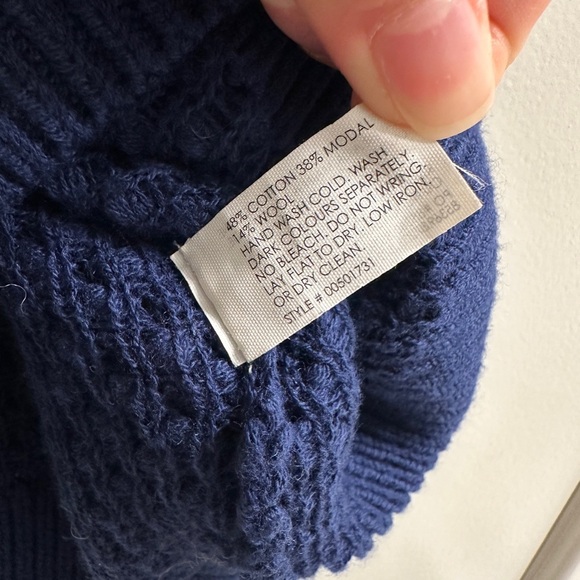 48% COTTON 38% MODAL
14% WOOL
HAND WASH COLD. WASH
DARK COLOURS SEPARATELY.
NO BLEACH. DO NOT WRING.
LAY FLAT TO DRY. LOW IRON.
OR DRY CLEAN.
STYLE # 00501731